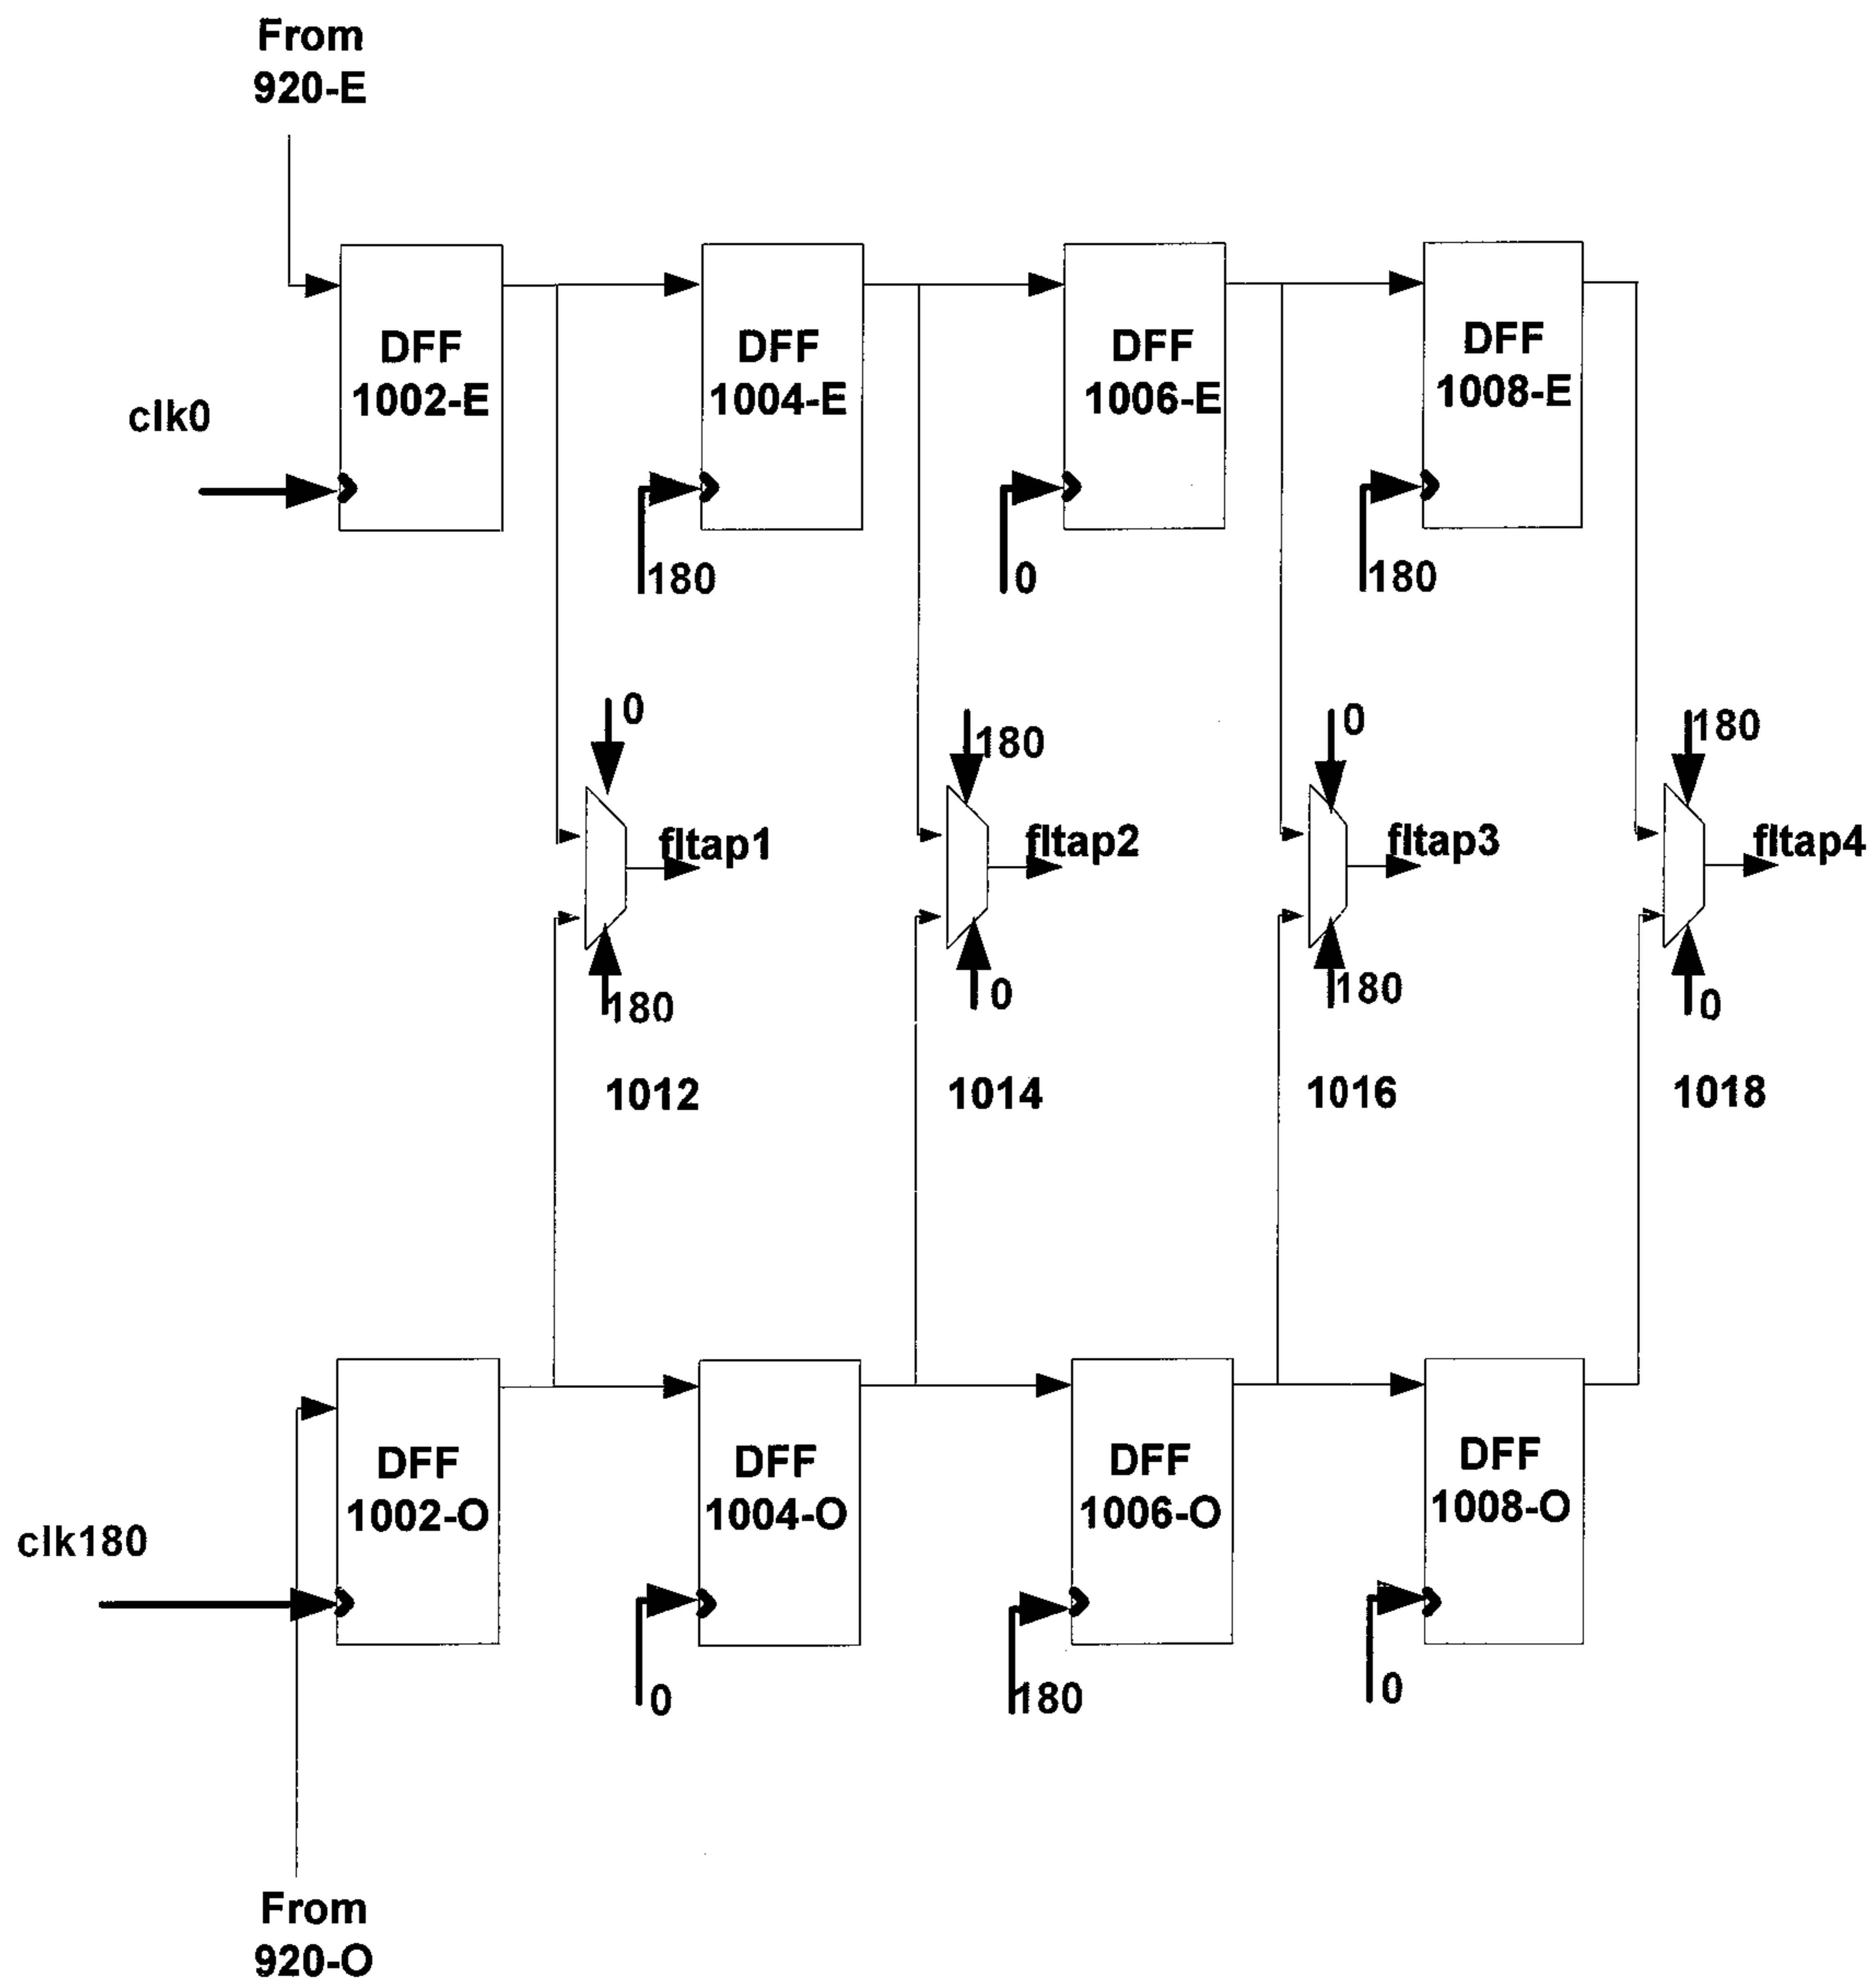 From
920-E
DFF
1002-E
DFF
1004-E
DFF
1006-E
DFF
1008-E
clk0
180
0
180
0
180
0
180
fltap1
fltap2
fltap3
fltap4
180
0
180
0
1012
1014
1016
1018
DFF
1002-O
DFF
1004-O
DFF
1006-O
DFF
1008-O
clk180
0
180
0
From
920-O